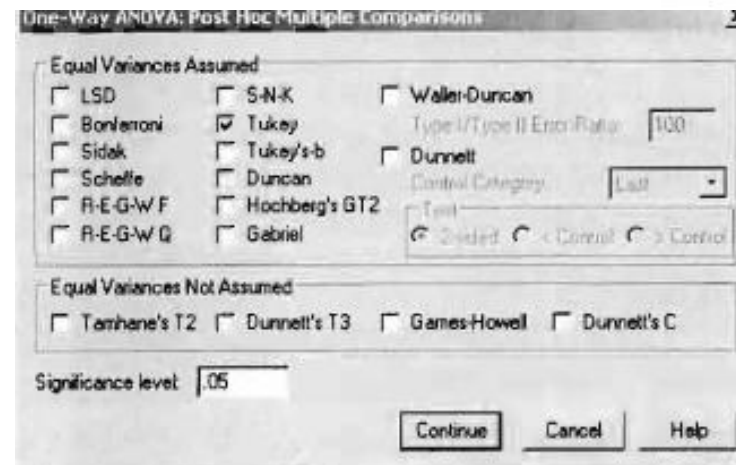 One-Way ANOVA: Post Hoc Multiple Comparisons
Equal Variances Assumed
LSD S-N-K Waller-Duncan
Bonferroni Tukey Type I/Type II Error Ratio: 100
Sidak Tukey's-b Dunnett
Scheffe Duncan Control Category: Last
R-E-G-W F Hochberg's GT2 Test
R-E-G-W Q Gabriel 2-sided < Control > Control
Equal Variances Not Assumed
Tamhane's T2 Dunnett's T3 Games-Howell Dunnett's C
Significance level: .05
Continue Cancel Help